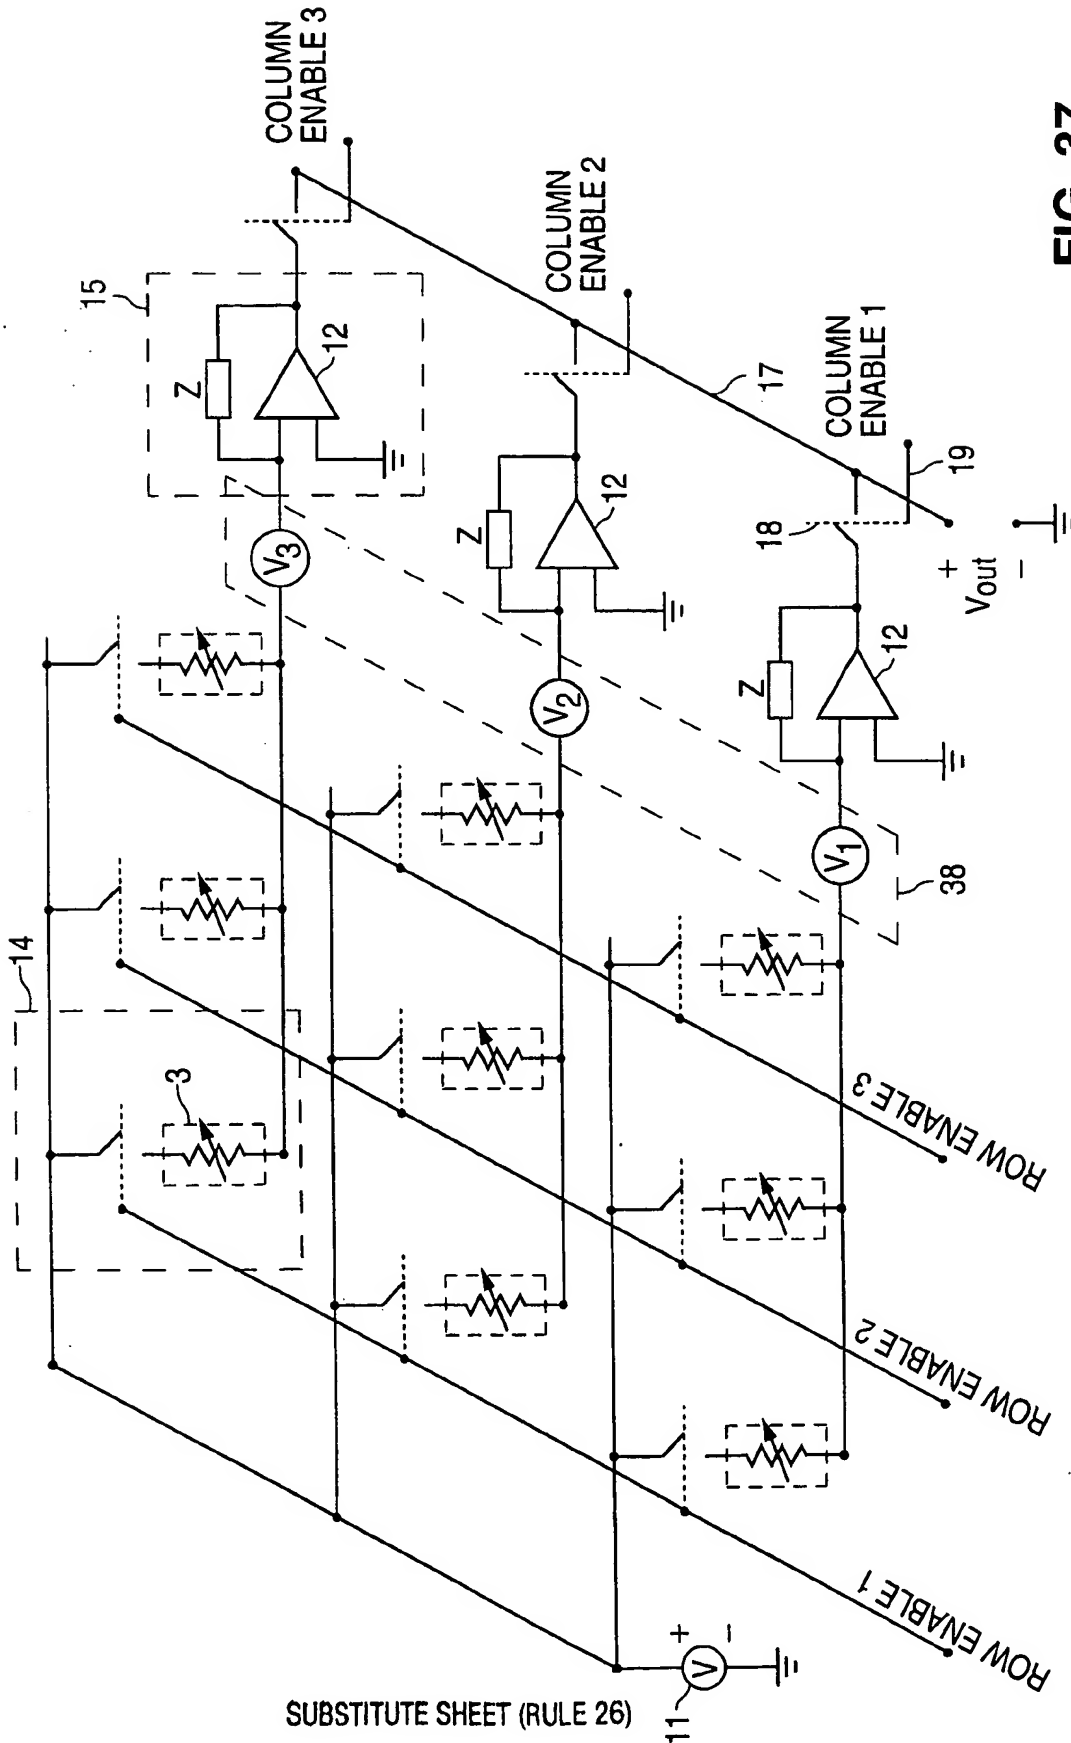 COLUMN
ENABLE 3
15
Z
12
V3
COLUMN
ENABLE 2
Z
12
V2
17
COLUMN
ENABLE 1
18
19
+
Vout
−
Z
12
V1
38
14
3
ROW ENABLE 3
ROW ENABLE 2
ROW ENABLE 1
+
V
−
11
SUBSTITUTE SHEET (RULE 26)